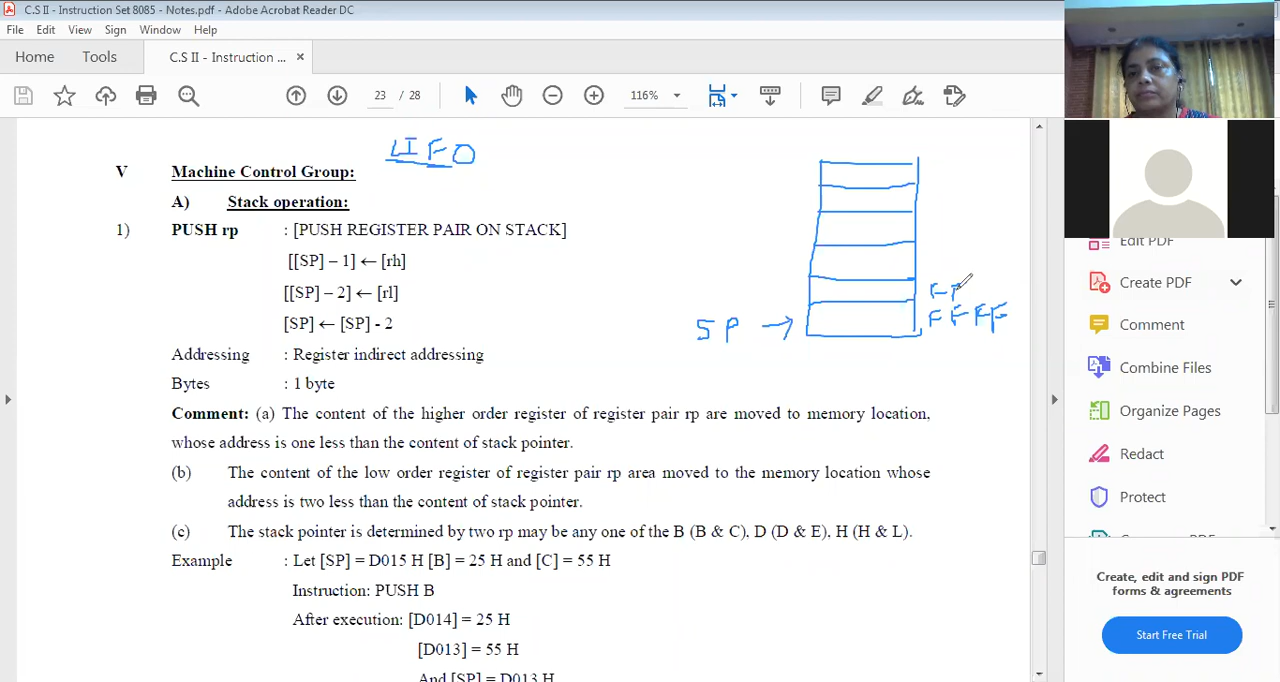 C.S II - Instruction Set 8085 - Notes.pdf - Adobe Acrobat Reader DC
File Edit View Sign Window Help
Home Tools C.S II - Instruction ... ×
23 / 28 116%
LIFO
V Machine Control Group:
A) Stack operation:
1) PUSH rp : [PUSH REGISTER PAIR ON STACK]
[[SP] – 1] ← [rh]
[[SP] – 2] ← [rl]
[SP] ← [SP] - 2
FF
FFFF
SP →
Addressing : Register indirect addressing
Bytes : 1 byte
Comment: (a) The content of the higher order register of register pair rp are moved to memory location,
whose address is one less than the content of stack pointer.
(b) The content of the low order register of register pair rp area moved to the memory location whose
address is two less than the content of stack pointer.
(c) The stack pointer is determined by two rp may be any one of the B (B & C), D (D & E), H (H & L).
Example : Let [SP] = D015 H [B] = 25 H and [C] = 55 H
Instruction: PUSH B
After execution: [D014] = 25 H
[D013] = 55 H
And [SP] = D013 H
Edit PDF
Create PDF
Comment
Combine Files
Organize Pages
Redact
Protect
Create, edit and sign PDF
forms & agreements
Start Free Trial